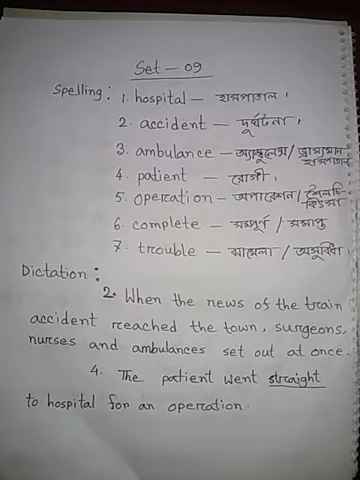 Set - 09
Spelling: 1. hospital - হাসপাতাল।
2. accident - দুর্ঘটনা।
3. ambulance - অ্যাম্বুলেন্স/ভ্রাম্যমান হাসপাতাল
4. patient - রোগী।
5. operation - অপারেশন/শৈলচিকিৎসা
6. complete - সম্পূর্ণ / সমাপ্ত
7. trouble - ঝামেলা / অসুবিধা।
Dictation:
2. When the news of the train
accident reached the town, surgeons,
nurses and ambulances set out at once.
4. The patient went straight
to hospital for an operation.